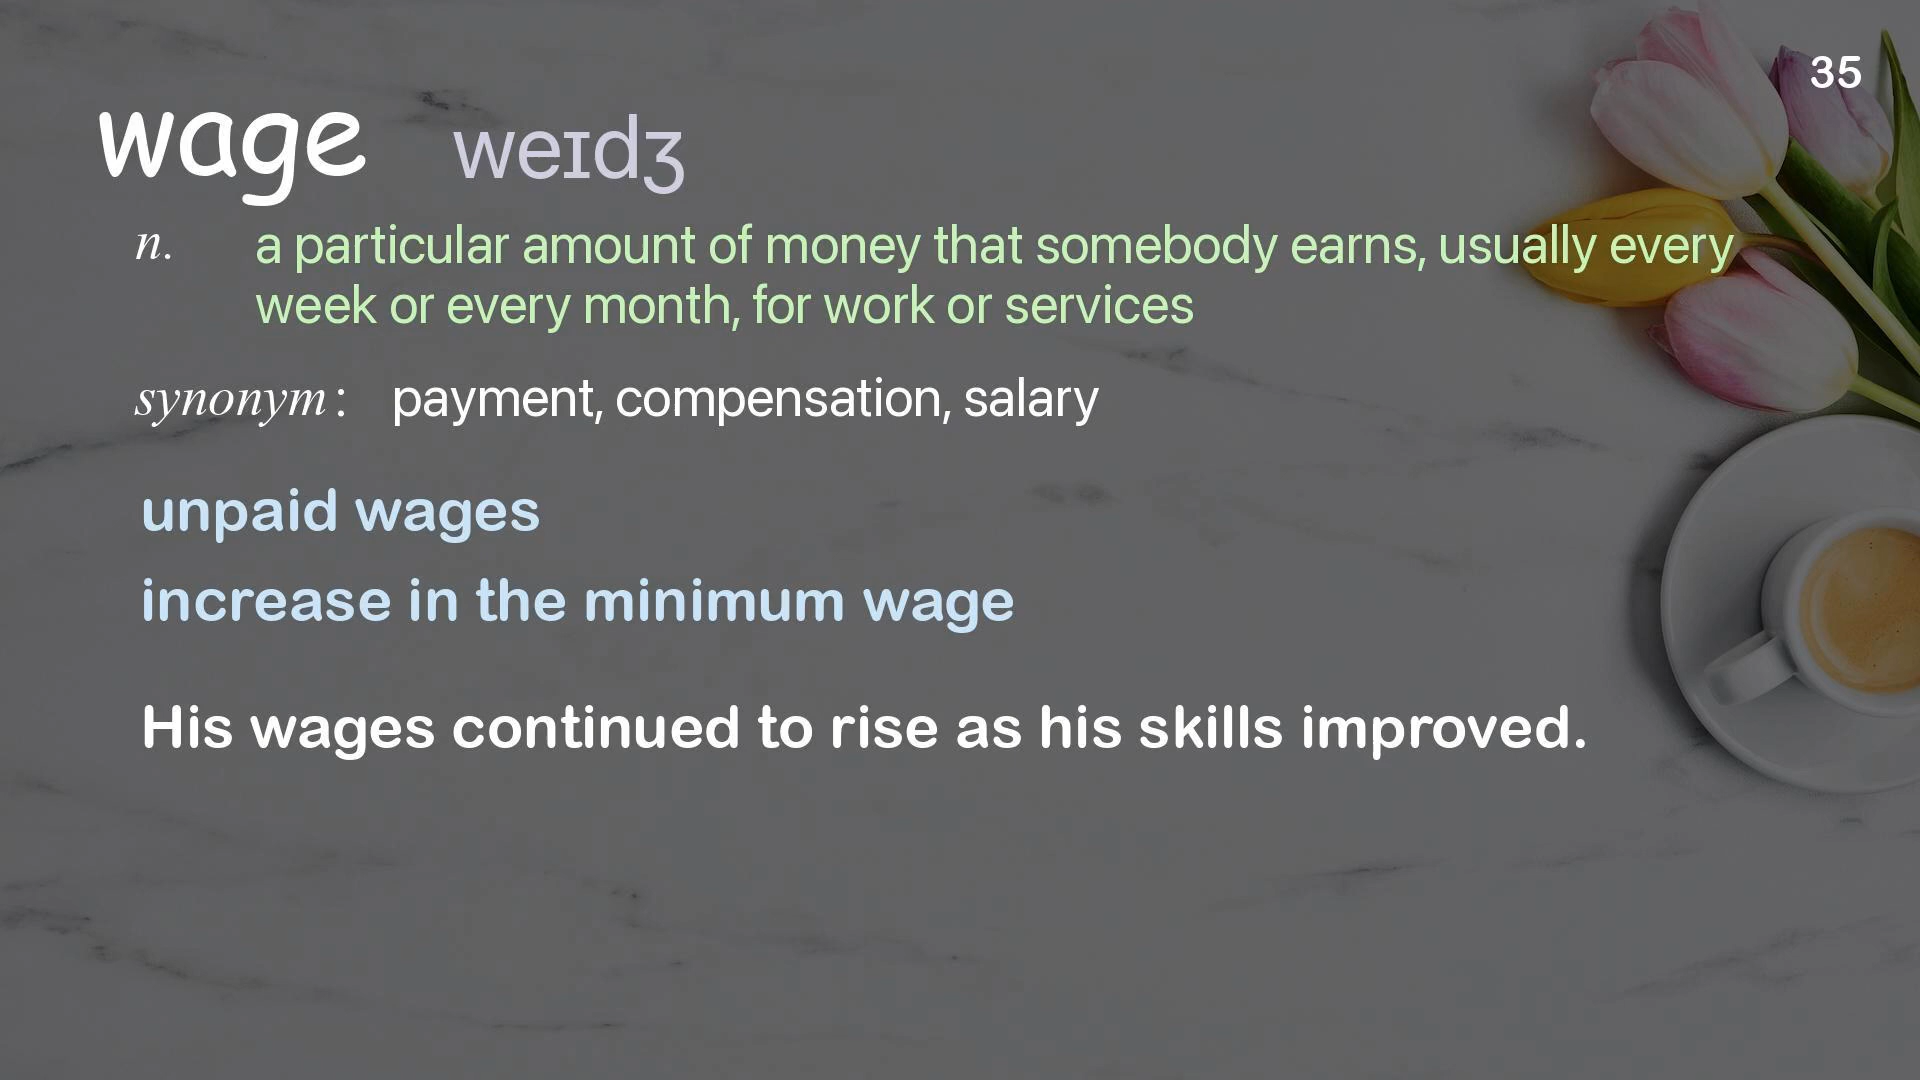 35
wage weɪdʒ
n. a particular amount of money that somebody earns, usually every
week or every month, for work or services
synonym: payment, compensation, salary
unpaid wages
increase in the minimum wage
His wages continued to rise as his skills improved.